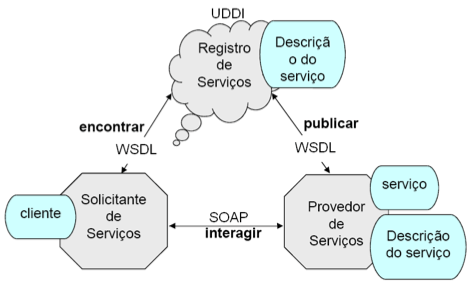 UDDI
Registro
de
Serviços
Descriçã
o do
serviço
encontrar
publicar
WSDL
WSDL
cliente
Solicitante
de
Serviços
SOAP
interagir
Provedor
de
Serviços
serviço
Descrição
do serviço